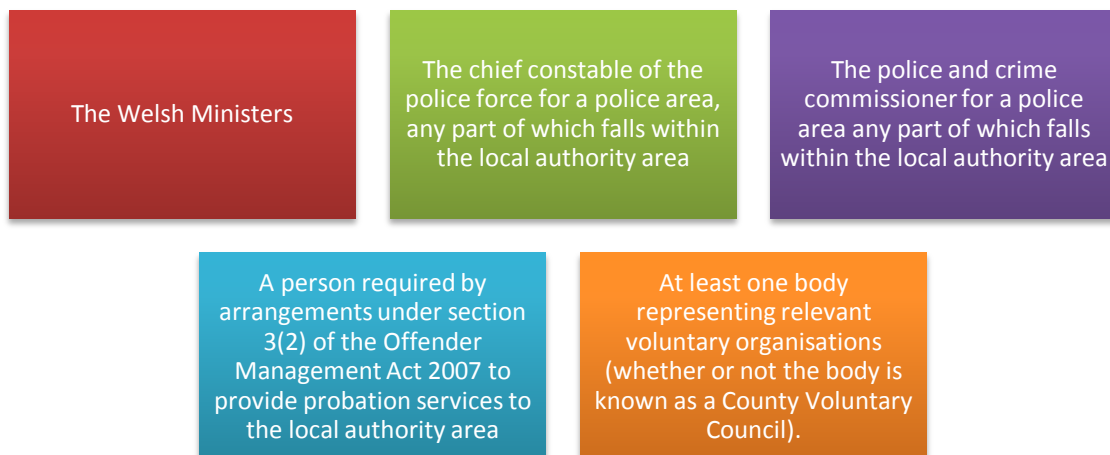 The Welsh Ministers
The chief constable of the
police force for a police area,
any part of which falls within
the local authority area
The police and crime
commissioner for a police
area any part of which falls
within the local authority area
A person required by
arrangements under section
3(2) of the Offender
Management Act 2007 to
provide probation services to
the local authority area
At least one body
representing relevant
voluntary organisations
(whether or not the body is
known as a County Voluntary
Council).